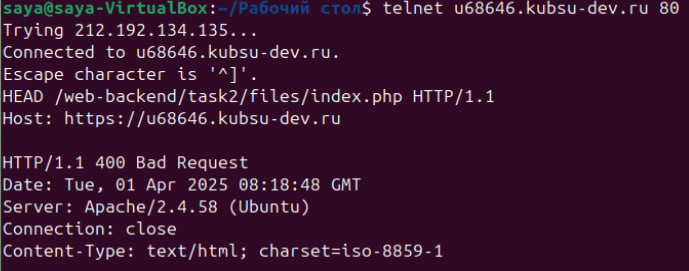 saya@saya-VirtualBox:~/Рабочий стол$ telnet u68646.kubsu-dev.ru 80
Trying 212.192.134.135...
Connected to u68646.kubsu-dev.ru.
Escape character is '^]'.
HEAD /web-backend/task2/files/index.php HTTP/1.1
Host: https://u68646.kubsu-dev.ru

HTTP/1.1 400 Bad Request
Date: Tue, 01 Apr 2025 08:18:48 GMT
Server: Apache/2.4.58 (Ubuntu)
Connection: close
Content-Type: text/html; charset=iso-8859-1